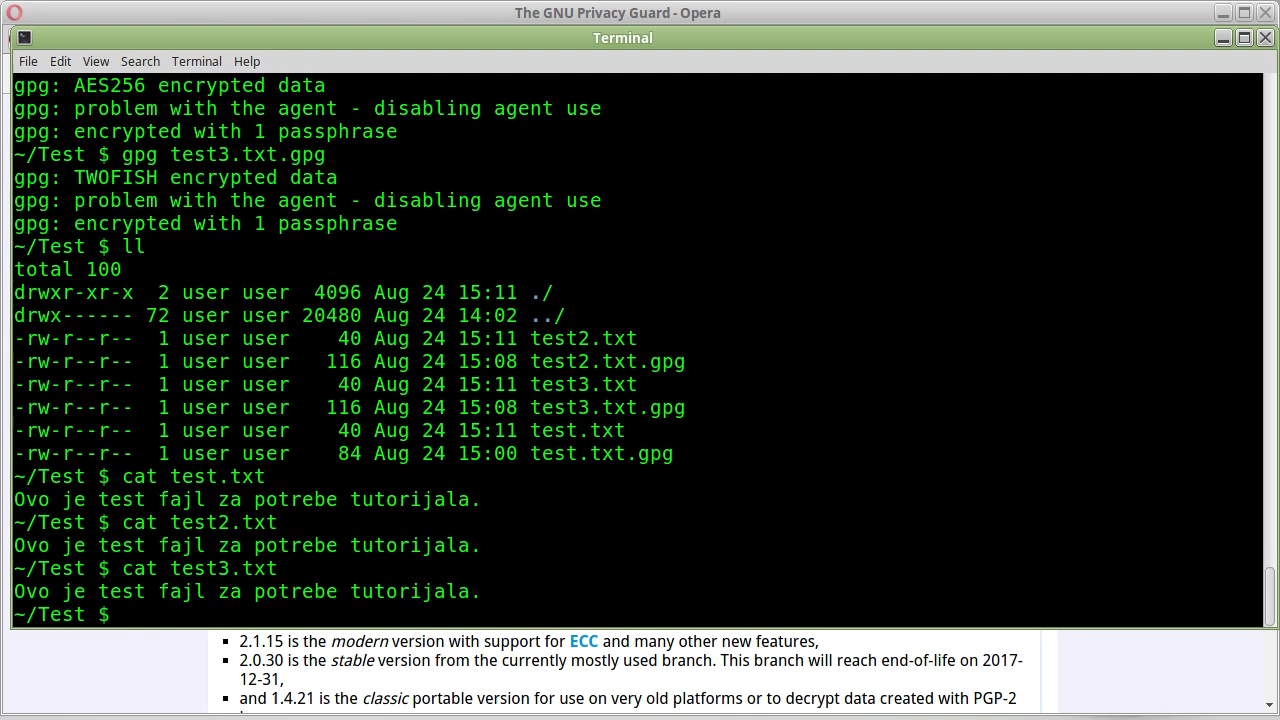 The GNU Privacy Guard - Opera
Terminal
File Edit View Search Terminal Help
gpg: AES256 encrypted data
gpg: problem with the agent - disabling agent use
gpg: encrypted with 1 passphrase
~/Test $ gpg test3.txt.gpg
gpg: TWOFISH encrypted data
gpg: problem with the agent - disabling agent use
gpg: encrypted with 1 passphrase
~/Test $ ll
total 100
drwxr-xr-x  2 user user  4096 Aug 24 15:11 ./
drwx------ 72 user user 20480 Aug 24 14:02 ../
-rw-r--r--  1 user user    40 Aug 24 15:11 test2.txt
-rw-r--r--  1 user user   116 Aug 24 15:08 test2.txt.gpg
-rw-r--r--  1 user user    40 Aug 24 15:11 test3.txt
-rw-r--r--  1 user user   116 Aug 24 15:08 test3.txt.gpg
-rw-r--r--  1 user user    40 Aug 24 15:11 test.txt
-rw-r--r--  1 user user    84 Aug 24 15:00 test.txt.gpg
~/Test $ cat test.txt
Ovo je test fajl za potrebe tutorijala.
~/Test $ cat test2.txt
Ovo je test fajl za potrebe tutorijala.
~/Test $ cat test3.txt
Ovo je test fajl za potrebe tutorijala.
~/Test $
▪ 2.1.15 is the modern version with support for ECC and many other new features,
▪ 2.0.30 is the stable version from the currently mostly used branch. This branch will reach end-of-life on 2017-
12-31,
▪ and 1.4.21 is the classic portable version for use on very old platforms or to decrypt data created with PGP-2